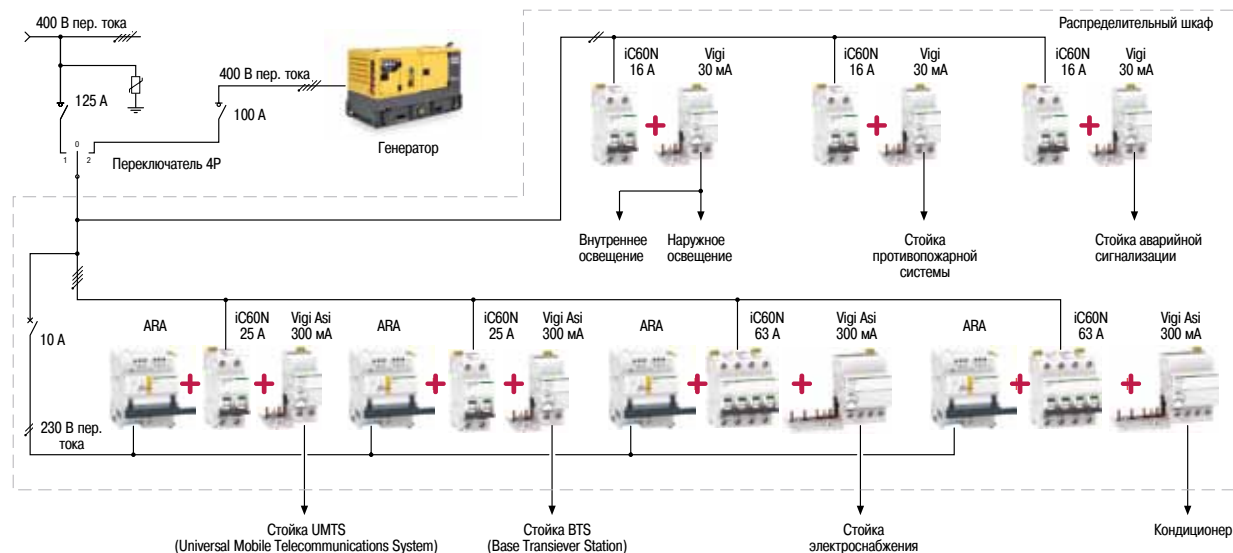 400 В пер. тока
Распределительный шкаф
125 А
400 В пер. тока
100 А
Генератор
1
0
2
Переключатель 4P
iC60N
16 А
Vigi
30 мА
iC60N
16 А
Vigi
30 мА
iC60N
16 А
Vigi
30 мА
Внутреннее
освещение
Наружное
освещение
Стойка
противопожарной
системы
Стойка аварийной
сигнализации
10 А
ARA
iC60N
25 А
Vigi Asi
300 мА
ARA
iC60N
25 А
Vigi Asi
300 мА
ARA
iC60N
63 А
Vigi Asi
300 мА
ARA
iC60N
63 А
Vigi Asi
300 мА
230 В пер.
тока
Стойка UMTS
(Universal Mobile Telecommunications System)
Стойка BTS
(Base Transiever Station)
Стойка
электроснабжения
Кондиционер